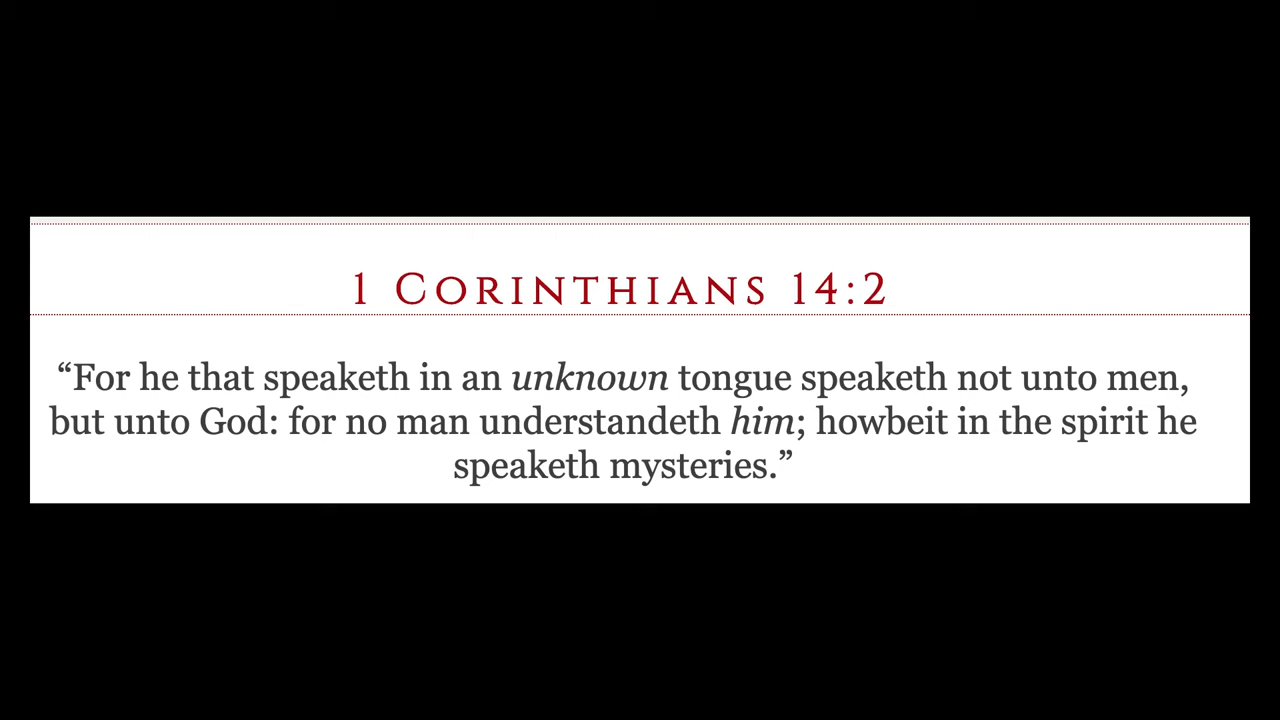 1 Corinthians 14:2
“For he that speaketh in an unknown tongue speaketh not unto men,
but unto God: for no man understandeth him; howbeit in the spirit he
speaketh mysteries.”